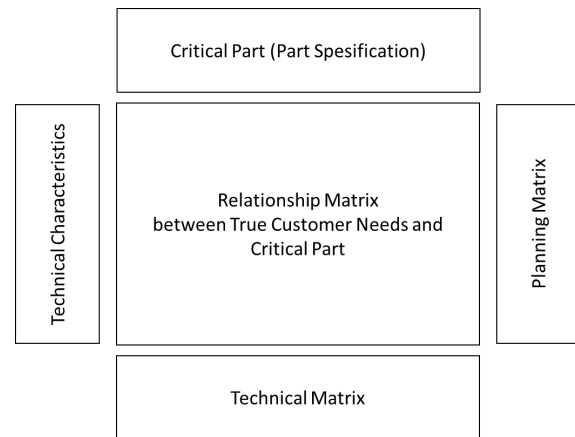 Critical Part (Part Spesification)
Technical Characteristics
Relationship Matrix
between True Customer Needs and
Critical Part
Planning Matrix
Technical Matrix